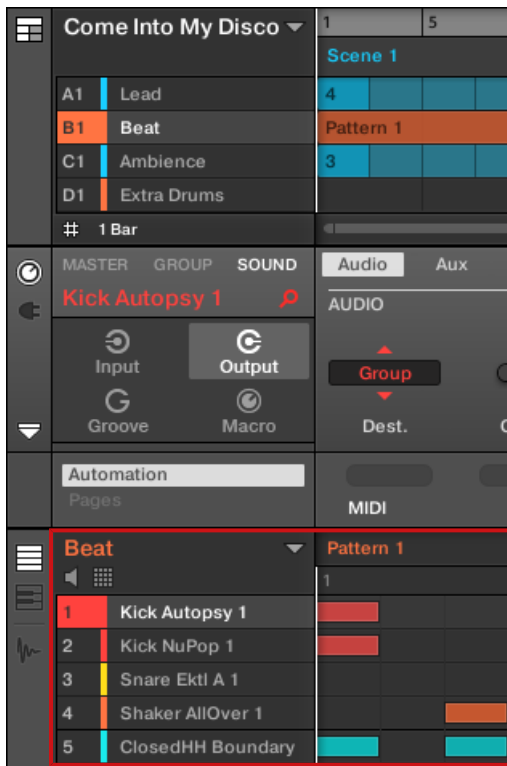 Come Into My Disco 1 5
Scene 1
A1 Lead 4
B1 Beat Pattern 1
C1 Ambience 3
D1 Extra Drums
1 Bar
MASTER GROUP SOUND Audio Aux
Kick Autopsy 1 AUDIO
Input Output Group
Groove Macro Dest.
Automation
Pages MIDI
Beat Pattern 1
1
1 Kick Autopsy 1
2 Kick NuPop 1
3 Snare Ektl A 1
4 Shaker AllOver 1
5 ClosedHH Boundary